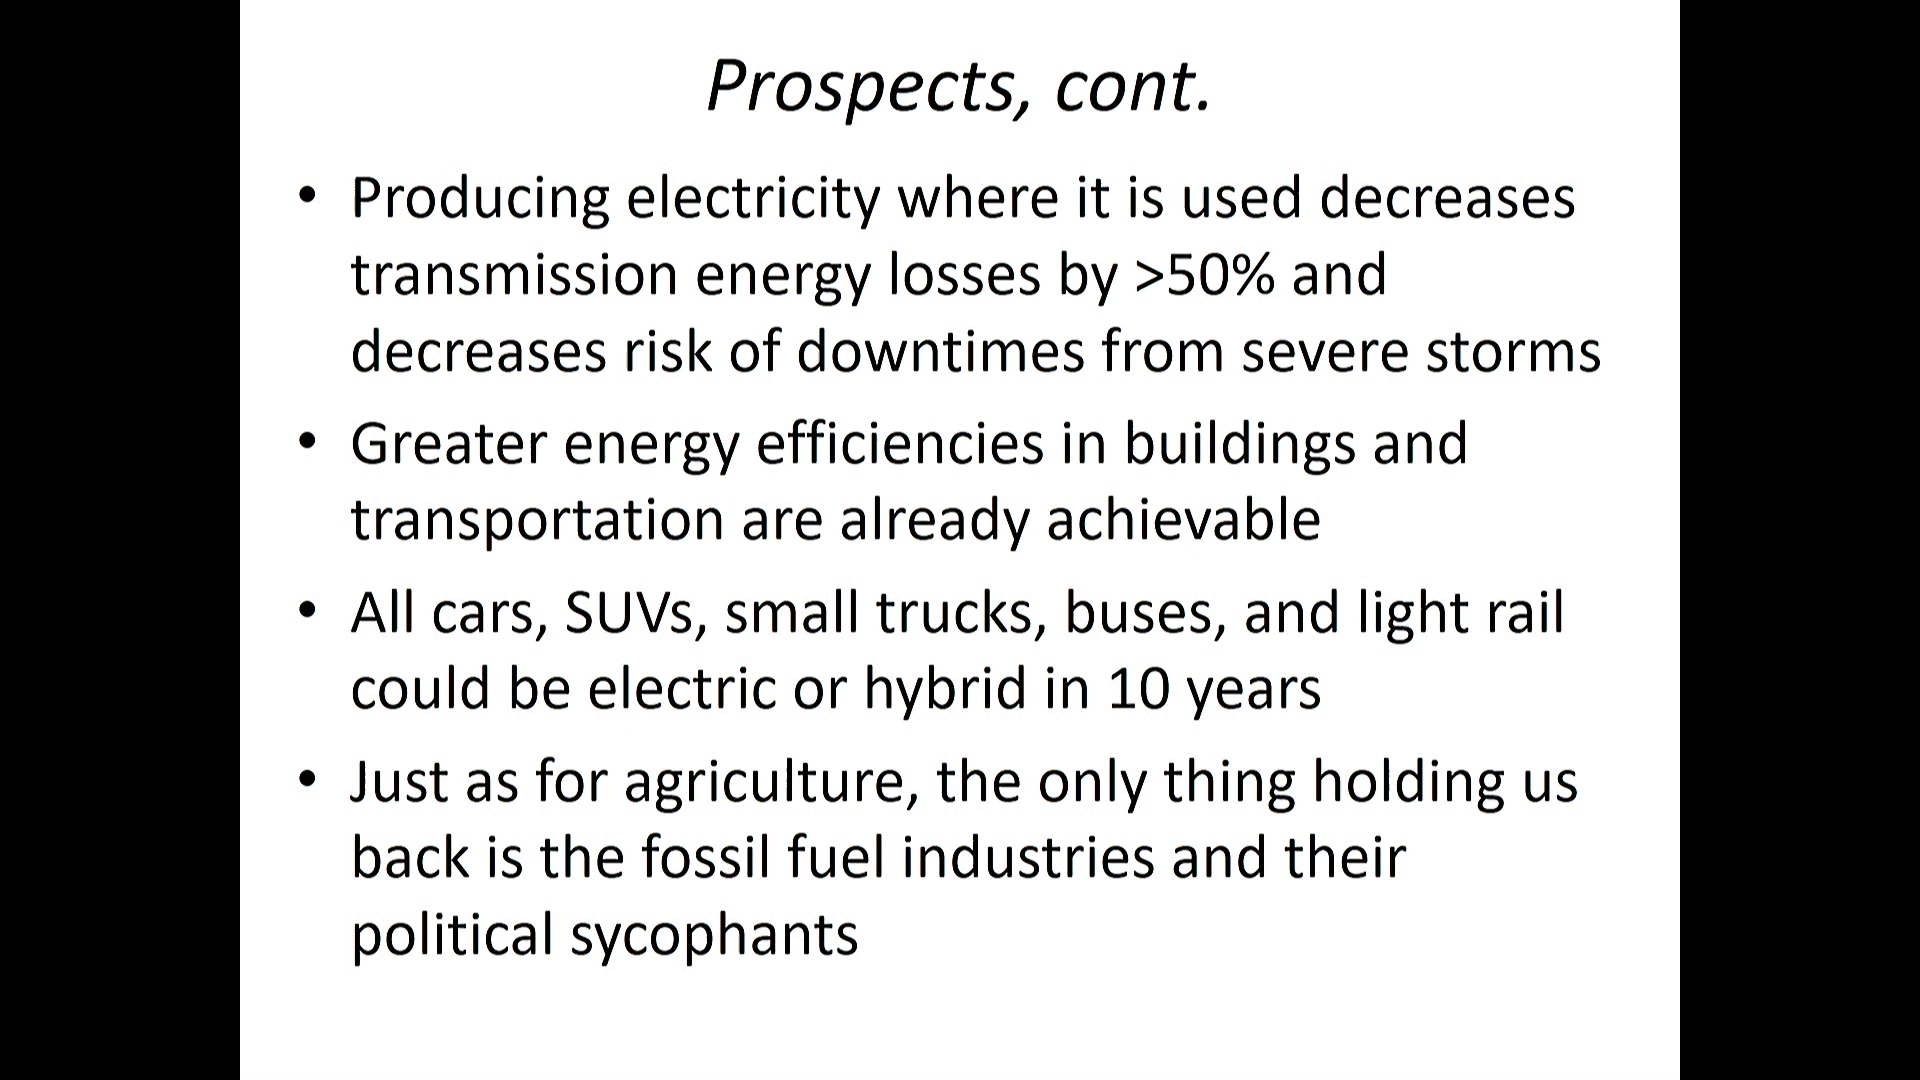 Prospects, cont.
• Producing electricity where it is used decreases
transmission energy losses by >50% and
decreases risk of downtimes from severe storms
• Greater energy efficiencies in buildings and
transportation are already achievable
• All cars, SUVs, small trucks, buses, and light rail
could be electric or hybrid in 10 years
• Just as for agriculture, the only thing holding us
back is the fossil fuel industries and their
political sycophants